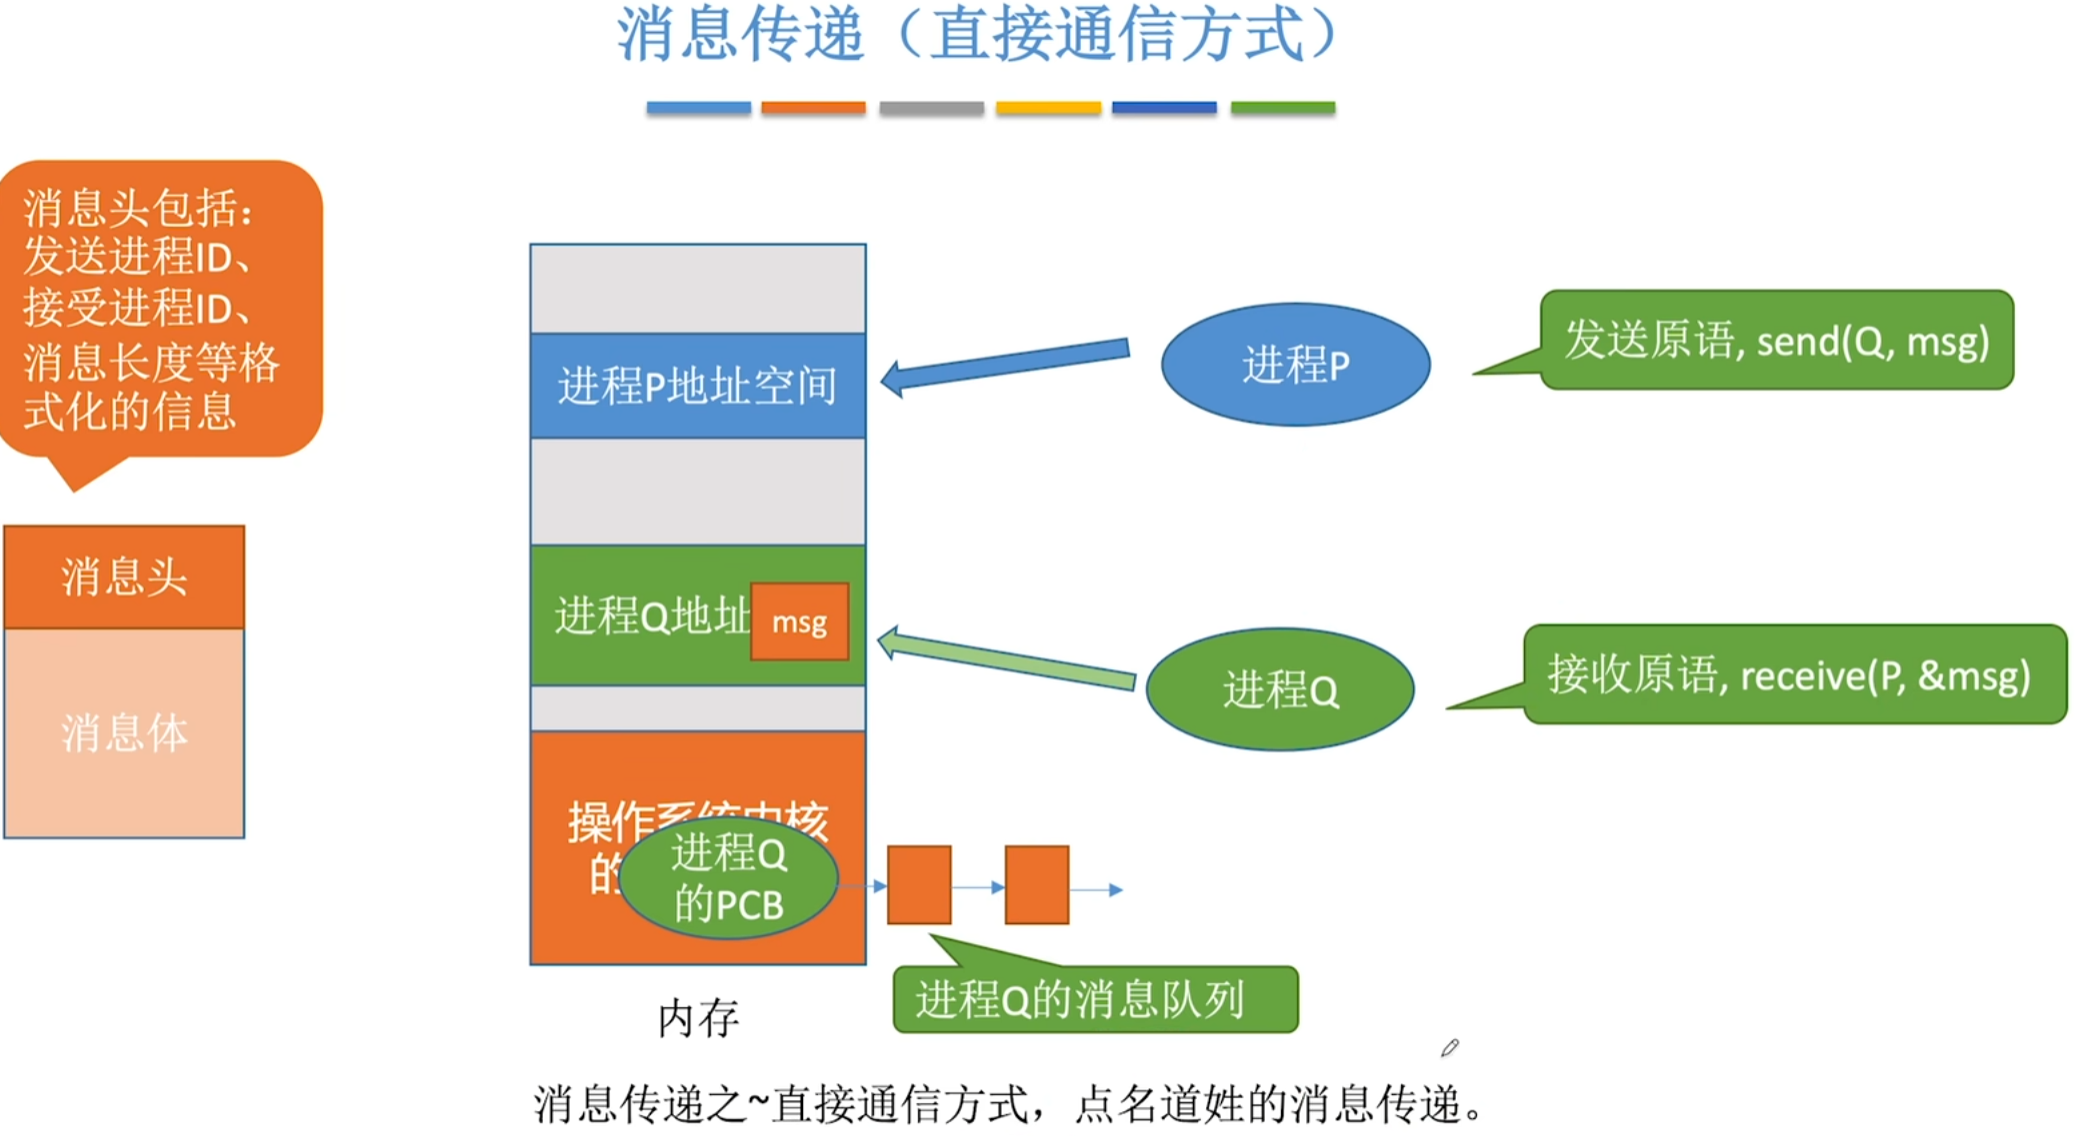 消息传递（直接通信方式）
消息头包括：
发送进程ID、
接受进程ID、
消息长度等格
式化的信息
消息头
消息体
进程P地址空间
进程Q地址
msg
操作系统内核
的
进程Q
的PCB
内存
进程P
发送原语, send(Q, msg)
进程Q
接收原语, receive(P, &msg)
进程Q的消息队列
消息传递之~直接通信方式，点名道姓的消息传递。